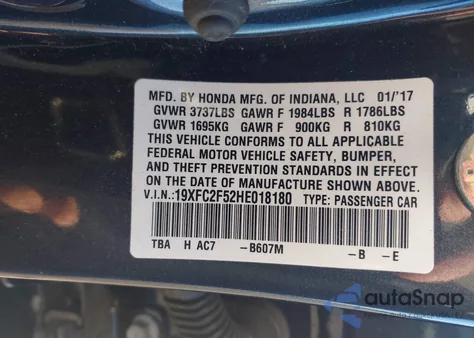 MFD. BY HONDA MFG. OF INDIANA, LLC 01/'17
GVWR 3737LBS GAWR F 1984LBS R 1786LBS
GVWR 1695KG GAWR F 900KG R 810KG
THIS VEHICLE CONFORMS TO ALL APPLICABLE
FEDERAL MOTOR VEHICLE SAFETY, BUMPER,
AND THEFT PREVENTION STANDARDS IN EFFECT
ON THE DATE OF MANUFACTURE SHOWN ABOVE.
V.I.N.:19XFC2F52HE018180 TYPE: PASSENGER CAR
TBA H AC7 -B607M -B -E
autoSnap